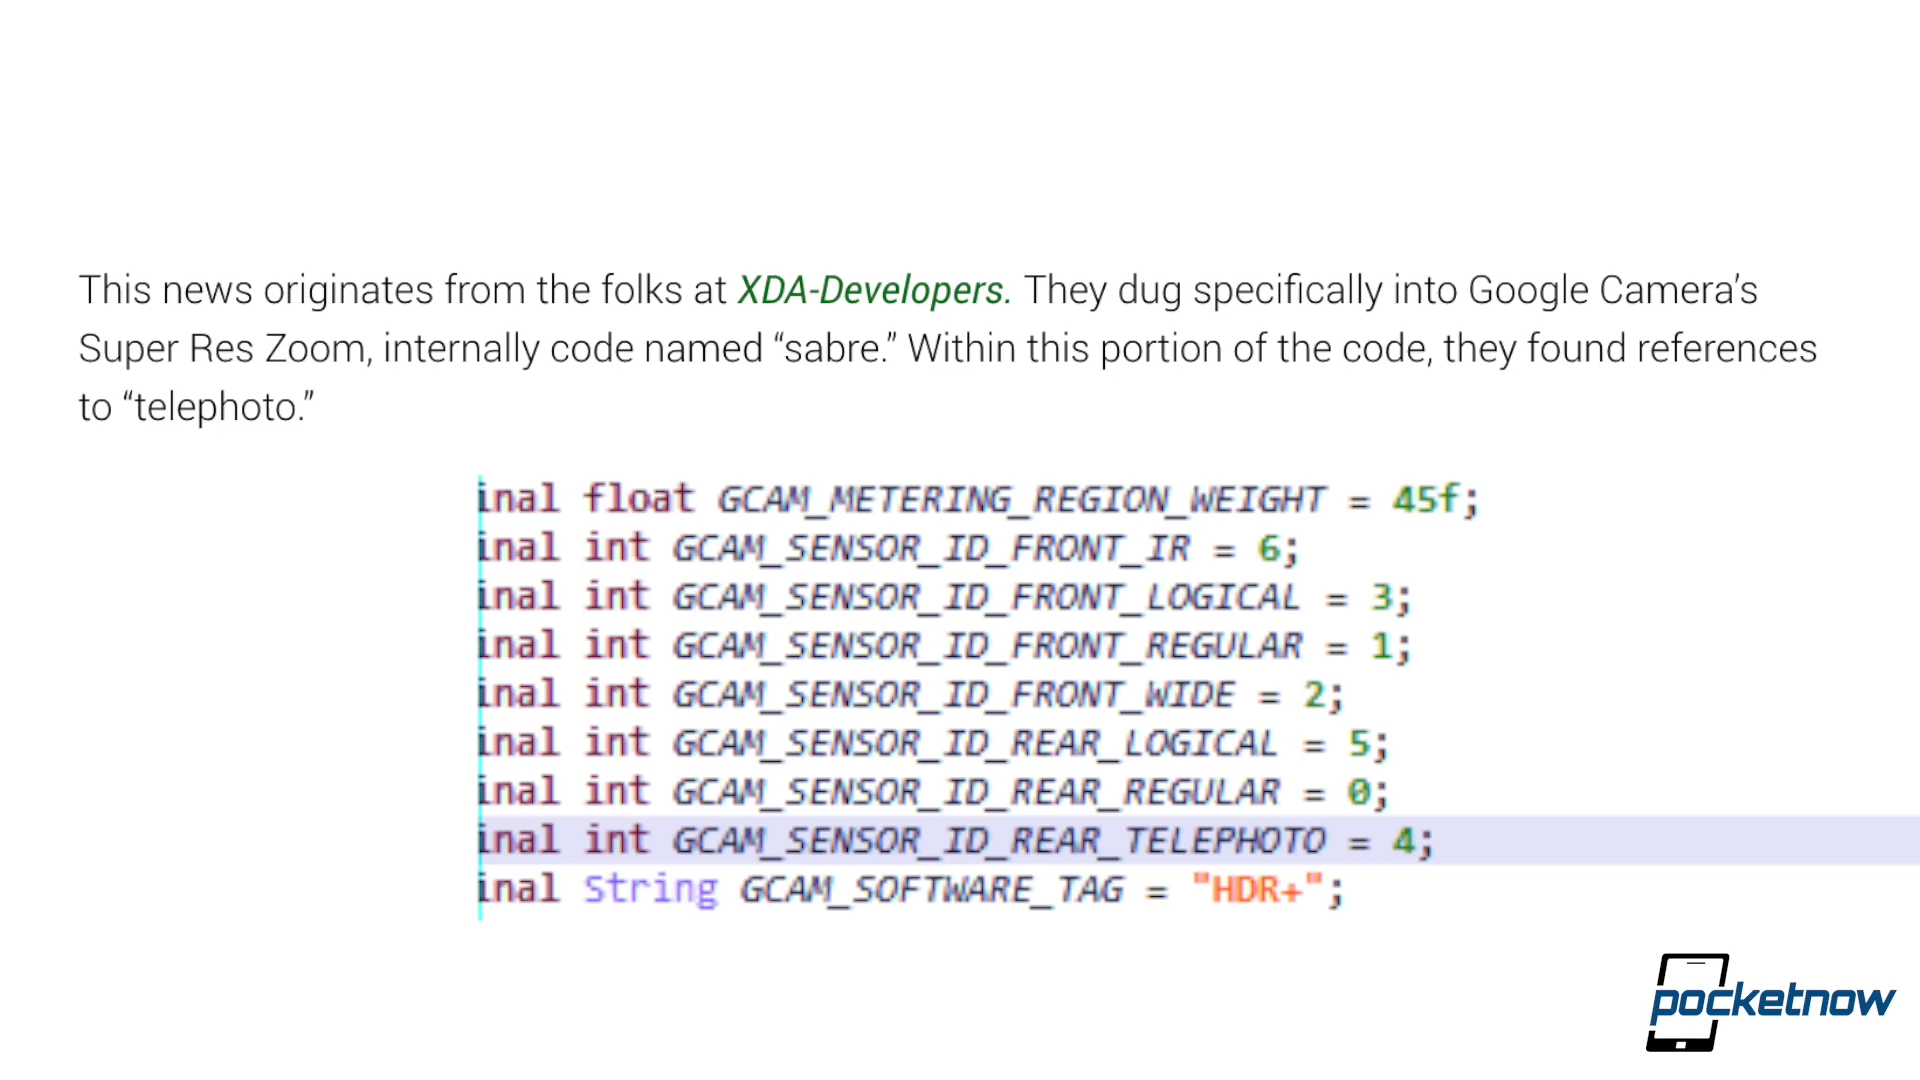 This news originates from the folks at XDA-Developers. They dug specifically into Google Camera’s
Super Res Zoom, internally code named “sabre.” Within this portion of the code, they found references
to “telephoto.”
inal float GCAM_METERING_REGION_WEIGHT = 45f;
inal int GCAM_SENSOR_ID_FRONT_IR = 6;
inal int GCAM_SENSOR_ID_FRONT_LOGICAL = 3;
inal int GCAM_SENSOR_ID_FRONT_REGULAR = 1;
inal int GCAM_SENSOR_ID_FRONT_WIDE = 2;
inal int GCAM_SENSOR_ID_REAR_LOGICAL = 5;
inal int GCAM_SENSOR_ID_REAR_REGULAR = 0;
inal int GCAM_SENSOR_ID_REAR_TELEPHOTO = 4;
inal String GCAM_SOFTWARE_TAG = "HDR+";
pocketnow